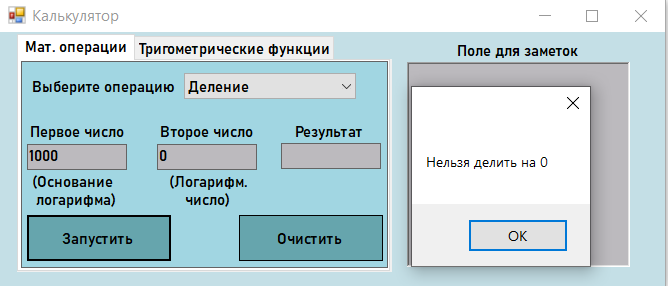 Калькулятор
Мат. операции
Тригометрические функции
Поле для заметок
Выберите операцию
Деление
Первое число
Второе число
Результат
1000
0
(Основание
логарифма)
(Логарифм.
число)
Запустить
Очистить
Нельзя делить на 0
OK